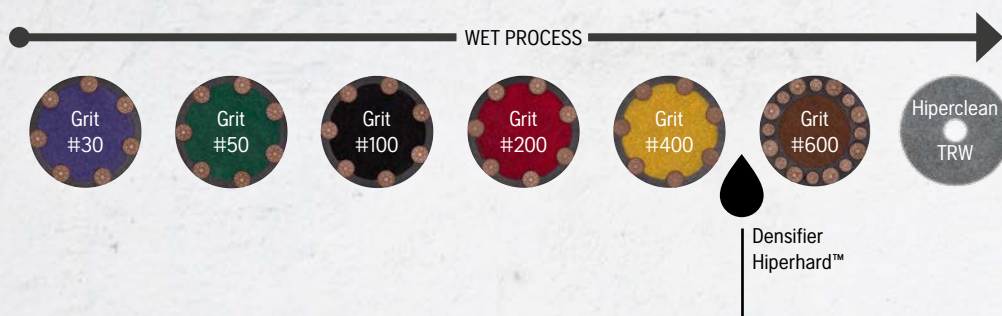 WET PROCESS
Grit
#30
Grit
#50
Grit
#100
Grit
#200
Grit
#400
Grit
#600
Hiperclean
TRW
Densifier
Hiperhard™